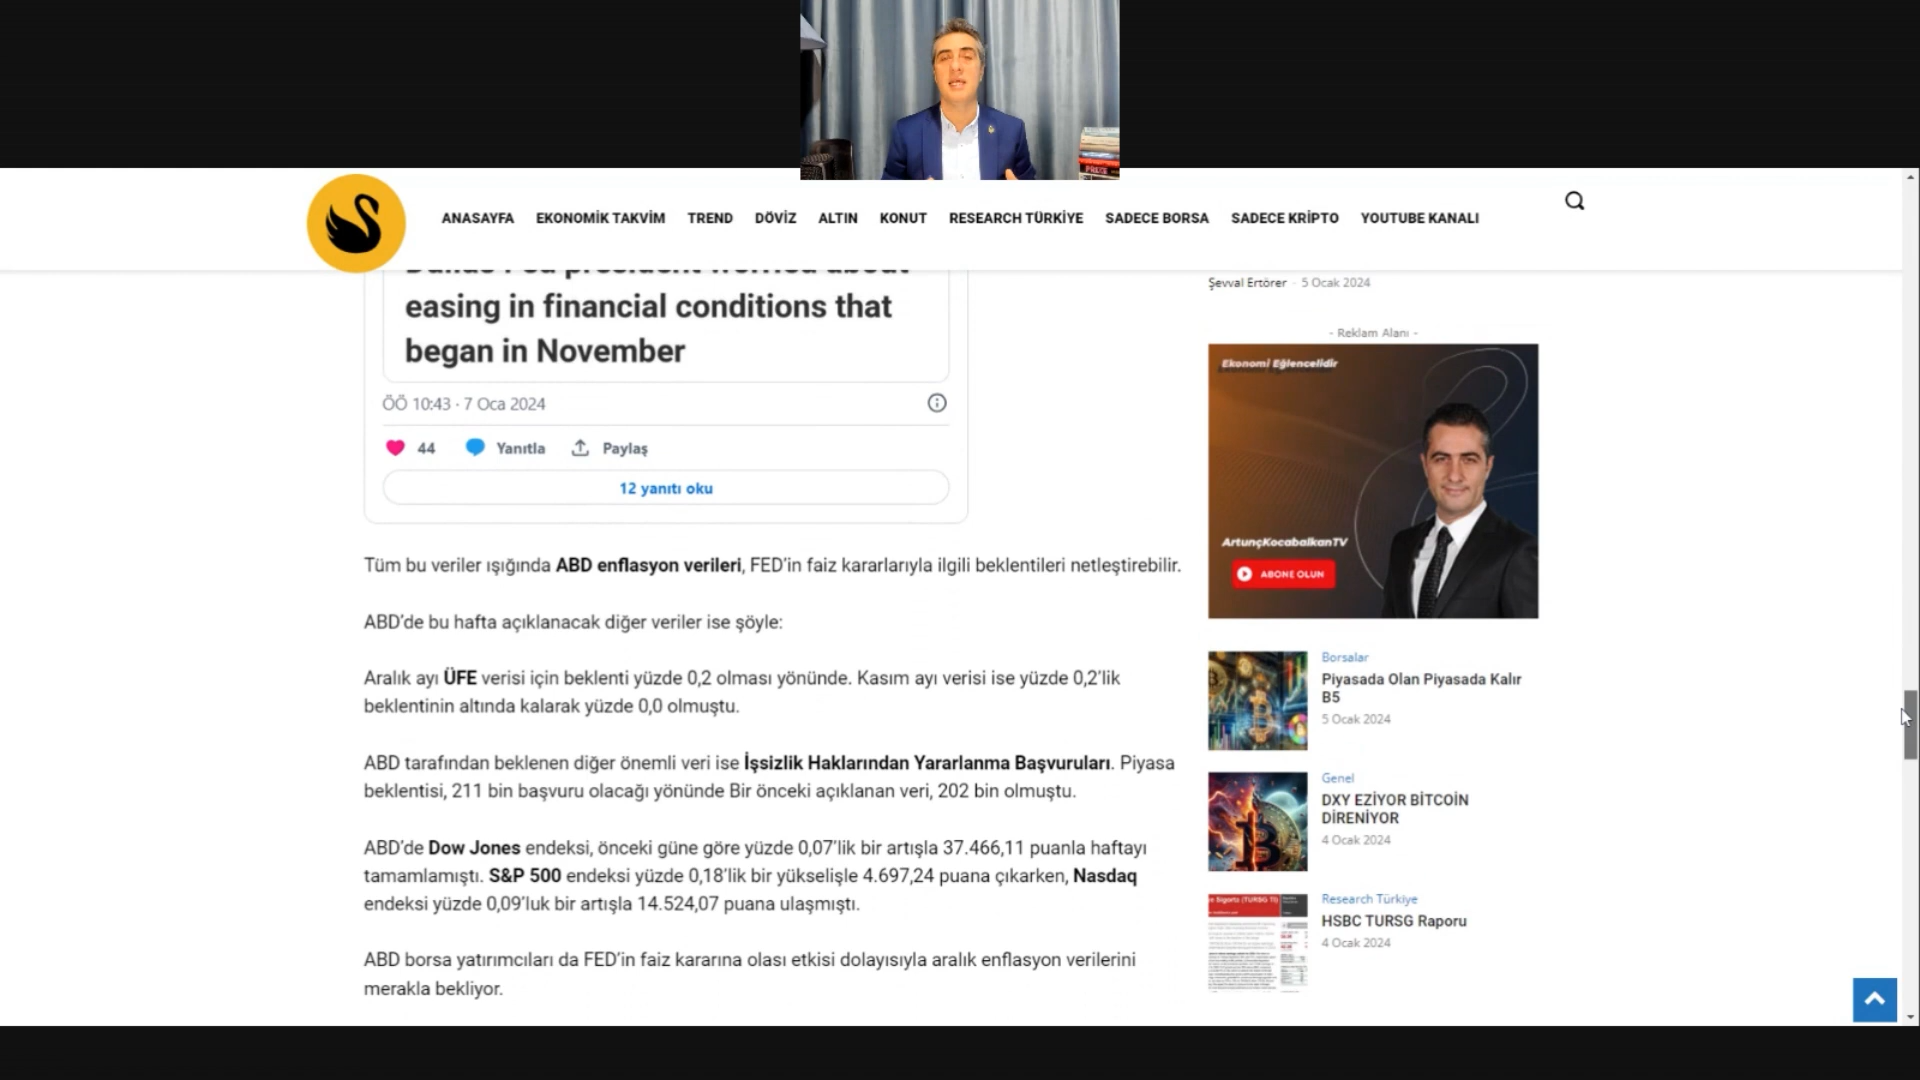 ANASAYFA EKONOMİK TAKVİM TREND DÖVİZ ALTIN KONUT RESEARCH TÜRKİYE SADECE BORSA SADECE KRİPTO YOUTUBE KANALI
Dallas Fed president worried about
easing in financial conditions that
began in November
ÖÖ 10:43 · 7 Oca 2024
44 Yanıtla Paylaş
12 yanıtı oku
Tüm bu veriler ışığında ABD enflasyon verileri, FED'in faiz kararlarıyla ilgili beklentileri netleştirebilir.
ABD'de bu hafta açıklanacak diğer veriler ise şöyle:
Aralık ayı ÜFE verisi için beklenti yüzde 0,2 olması yönünde. Kasım ayı verisi ise yüzde 0,2'lik
beklentinin altında kalarak yüzde 0,0 olmuştu.
ABD tarafından beklenen diğer önemli veri ise İşsizlik Haklarından Yararlanma Başvuruları. Piyasa
beklentisi, 211 bin başvuru olacağı yönünde Bir önceki açıklanan veri, 202 bin olmuştu.
ABD'de Dow Jones endeksi, önceki güne göre yüzde 0,07'lik bir artışla 37.466,11 puanla haftayı
tamamlamıştı. S&P 500 endeksi yüzde 0,18'lik bir yükselişle 4.697,24 puana çıkarken, Nasdaq
endeksi yüzde 0,09'luk bir artışla 14.524,07 puana ulaşmıştı.
ABD borsa yatırımcıları da FED'in faiz kararına olası etkisi dolayısıyla aralık enflasyon verilerini
merakla bekliyor.
Şevval Ertörer - 5 Ocak 2024
- Reklam Alanı -
Ekonomi Eğlencelidir
ArtunçKocabalkanTV
ABONE OLUN
Borsalar
Piyasada Olan Piyasada Kalır
B5
5 Ocak 2024
Genel
DXY EZİYOR BİTCOİN
DİRENİYOR
4 Ocak 2024
Research Türkiye
HSBC TURSG Raporu
4 Ocak 2024